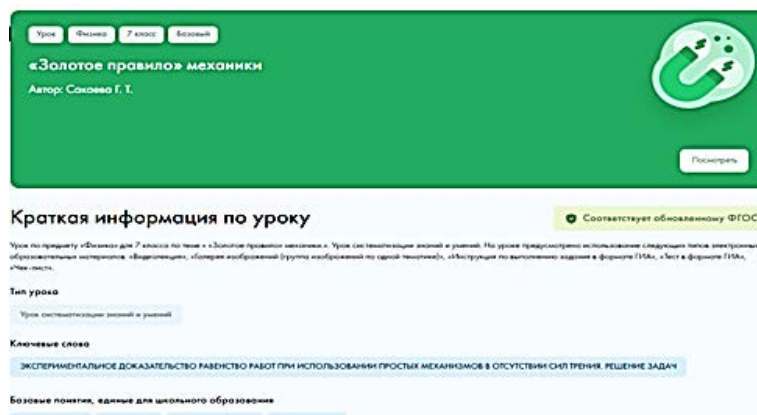 Урок Физика 7 класс Базовый
«Золотое правило» механики
Автор: Сакаева Г. Т.
Посмотреть
Краткая информация по уроку
Соответствует обновленному ФГОС
Урок по предмету «Физика» для 7 класса по теме « «Золотое правило» механики.». Урок систематизации знаний и умений. На уроке предусмотрено использование следующих типов электронных
образовательных материалов: «Видеолекция», «Галерея изображений (группа изображений по одной тематике)», «Инструкция по выполнению задания в формате ГИА», «Тест в формате ГИА»,
«Чек-лист».
Тип урока
Урок систематизации знаний и умений
Ключевые слова
ЭКСПЕРИМЕНТАЛЬНОЕ ДОКАЗАТЕЛЬСТВО РАВЕНСТВО РАБОТ ПРИ ИСПОЛЬЗОВАНИИ ПРОСТЫХ МЕХАНИЗМОВ В ОТСУТСТВИИ СИЛ ТРЕНИЯ. РЕШЕНИЕ ЗАДАЧ
Базовые понятия, единые для школьного образования